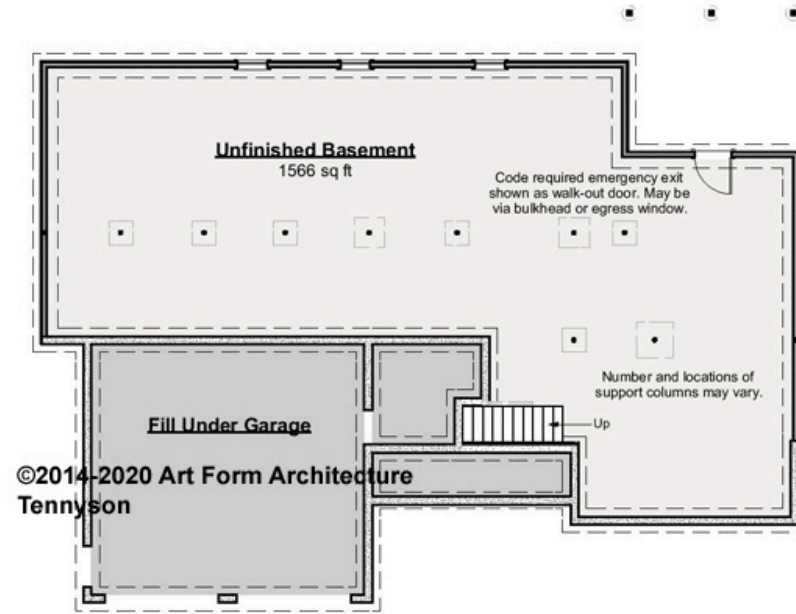 Unfinished Basement
1566 sq ft
Code required emergency exit
shown as walk-out door. May be
via bulkhead or egress window.
Number and locations of
support columns may vary.
Up
Fill Under Garage
©2014-2020 Art Form Architecture
Tennyson